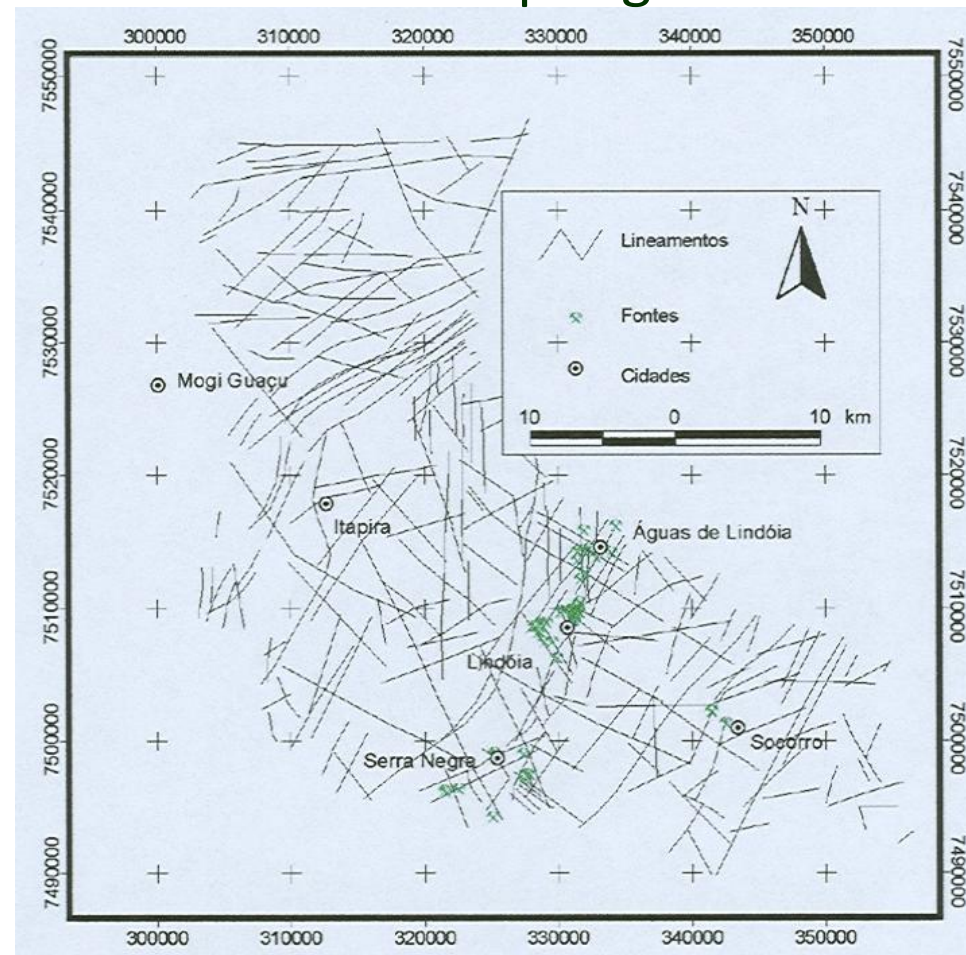 300000 310000 320000 330000 340000 350000
7550000 7550000
7540000 7540000
7530000 7530000
7520000 7520000
7510000 7510000
7500000 7500000
7490000 7490000
N
Lineamentos
Fontes
Cidades
10 0 10 km
Mogi Guaçu
Itapira
Águas de Lindóia
Lindóia
Socorro
Serra Negra
300000 310000 320000 330000 340000 350000